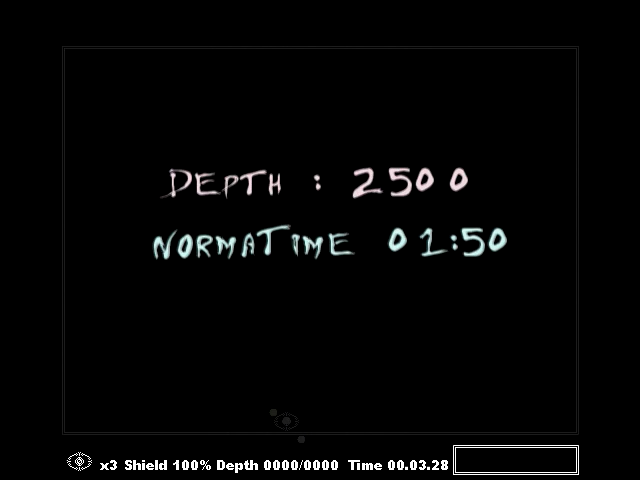 DEPTH : 2500
NORMATIME 01:50
x3 Shield 100% Depth 0000/0000 Time 00.03.28